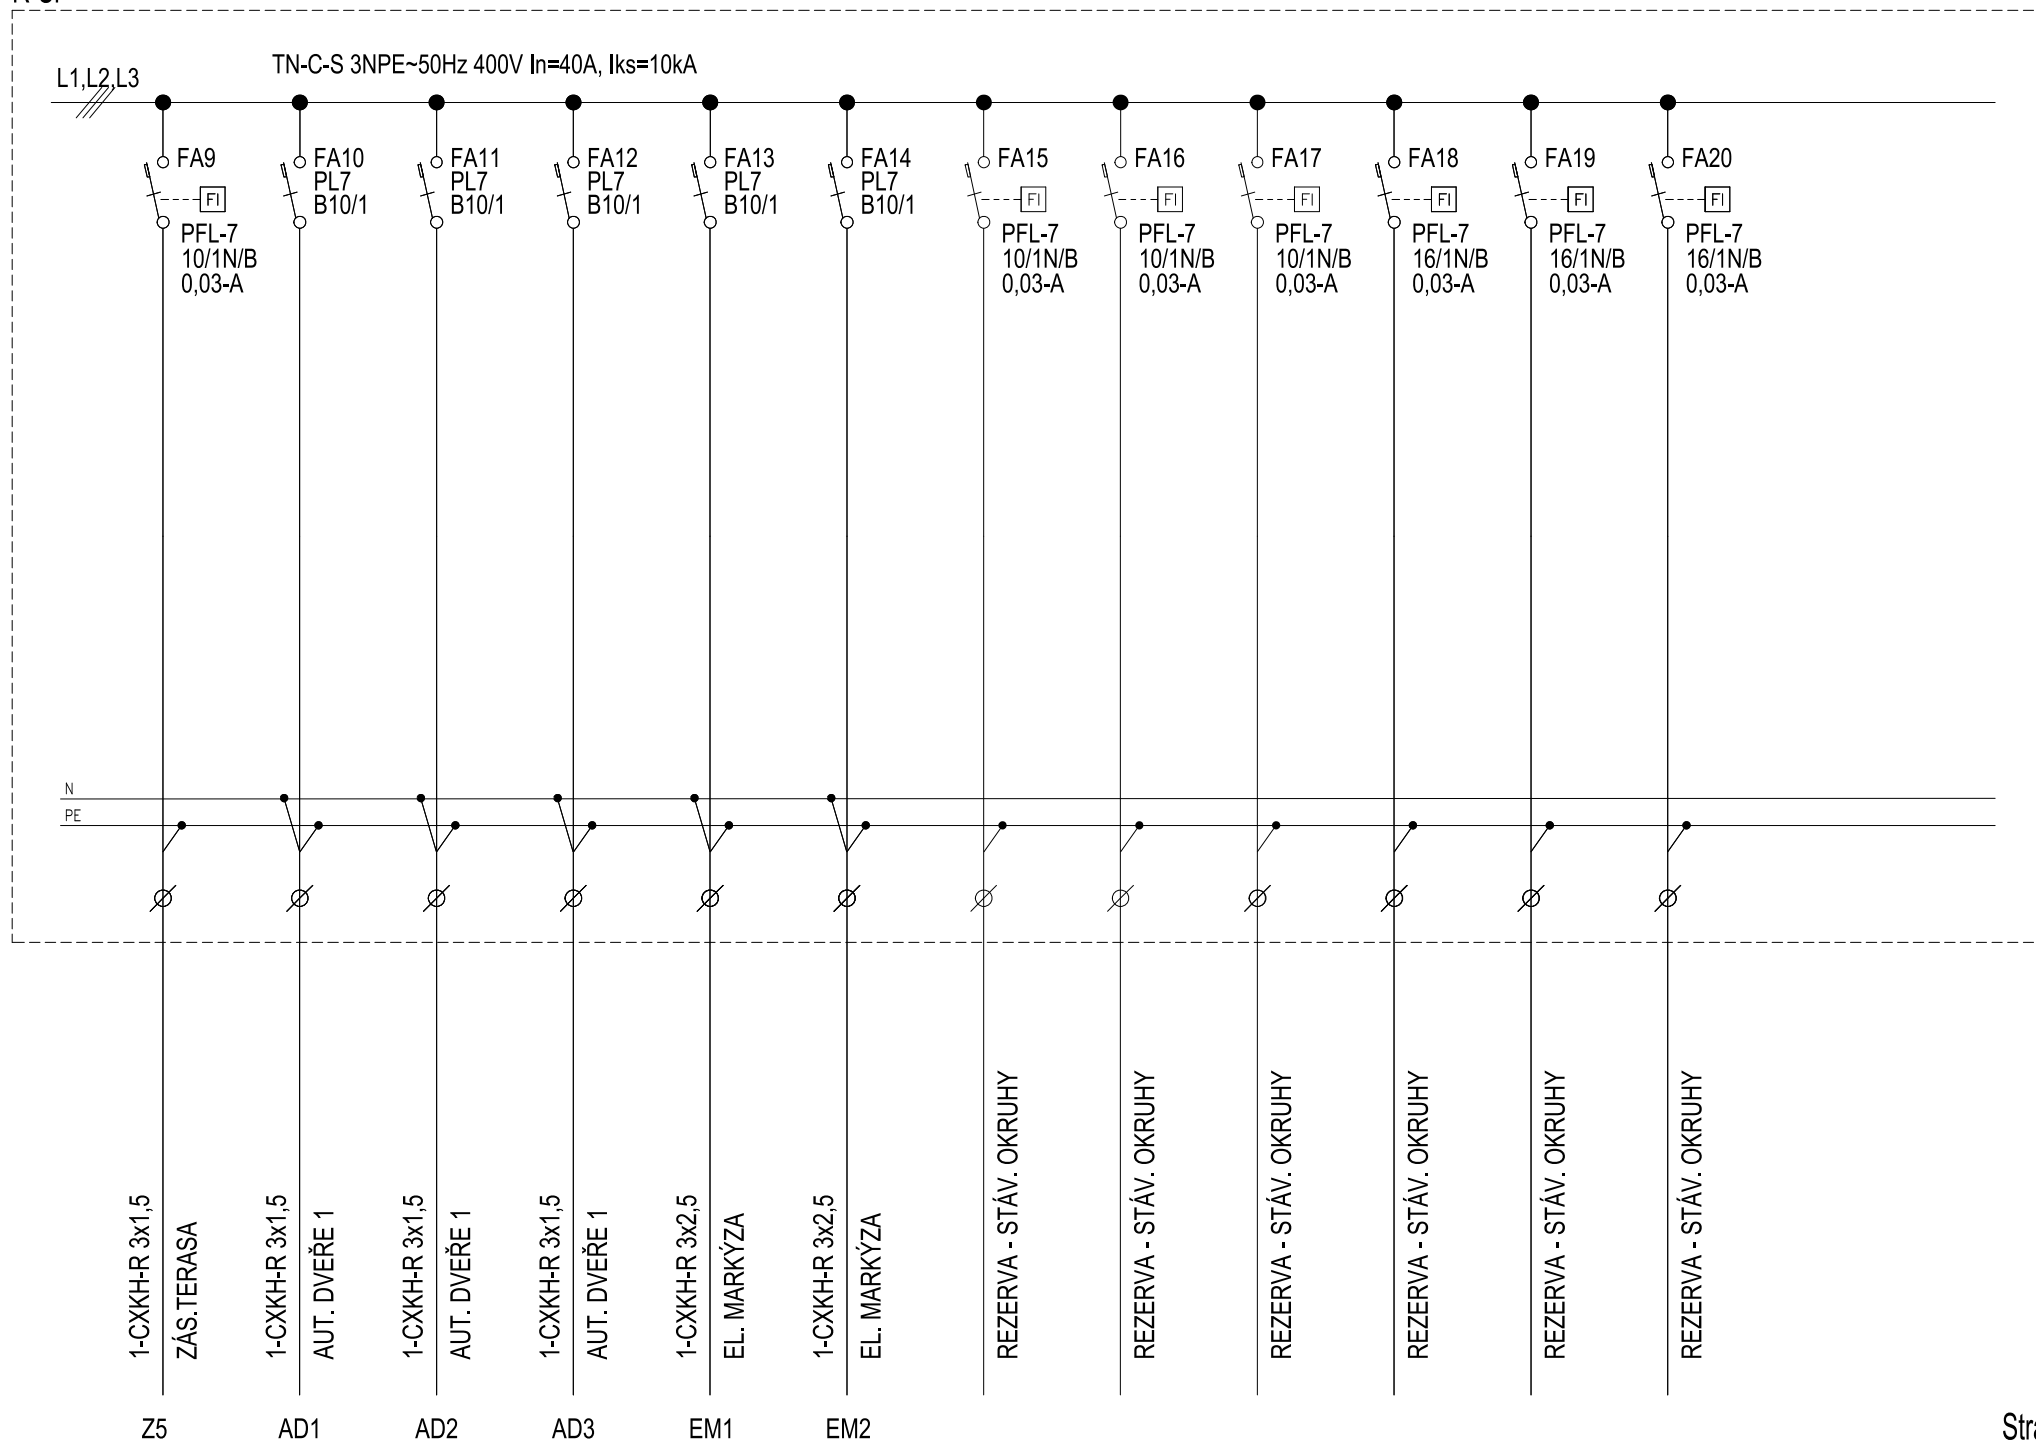 TN-C-S 3NPE~50Hz 400V In=40A, Iks=10kA
L1,L2,L3
FA9
FI
PFL-7
10/1N/B
0,03-A
FA10
PL7
B10/1
FA11
PL7
B10/1
FA12
PL7
B10/1
FA13
PL7
B10/1
FA14
PL7
B10/1
FA15
FI
PFL-7
10/1N/B
0,03-A
FA16
FI
PFL-7
10/1N/B
0,03-A
FA17
FI
PFL-7
10/1N/B
0,03-A
FA18
FI
PFL-7
16/1N/B
0,03-A
FA19
FI
PFL-7
16/1N/B
0,03-A
FA20
FI
PFL-7
16/1N/B
0,03-A
N
PE
1-CXKH-R 3x1,5
ZÁS.TERASA
1-CXKH-R 3x1,5
AUT. DVEŘE 1
1-CXKH-R 3x1,5
AUT. DVEŘE 1
1-CXKH-R 3x1,5
AUT. DVEŘE 1
1-CXKH-R 3x2,5
EL. MARKÝZA
1-CXKH-R 3x2,5
EL. MARKÝZA
REZERVA - STÁV. OKRUHY
REZERVA - STÁV. OKRUHY
REZERVA - STÁV. OKRUHY
REZERVA - STÁV. OKRUHY
REZERVA - STÁV. OKRUHY
REZERVA - STÁV. OKRUHY
Z5
AD1
AD2
AD3
EM1
EM2